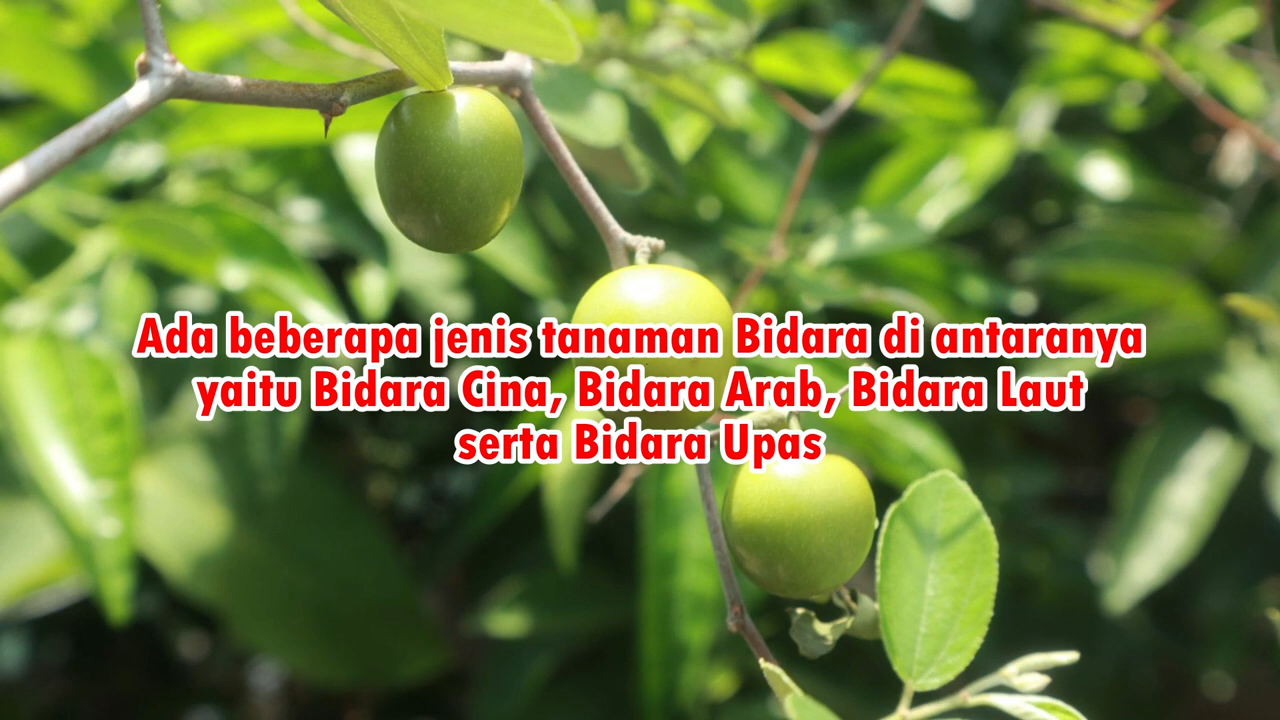 Ada beberapa jenis tanaman Bidara di antaranya
yaitu Bidara Cina, Bidara Arab, Bidara Laut
serta Bidara Upas